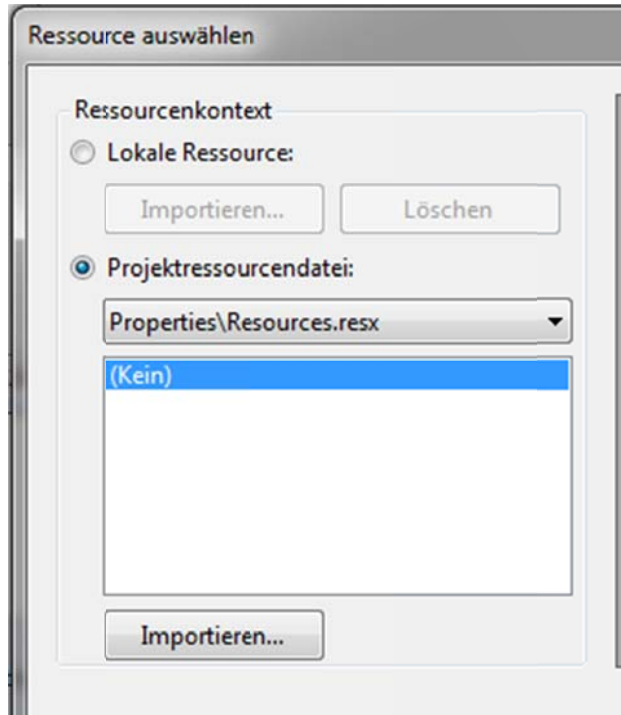 Ressource auswählen
Ressourcenkontext
Lokale Ressource:
Importieren... Löschen
Projektressourcendatei:
Properties\Resources.resx
(Kein)
Importieren...